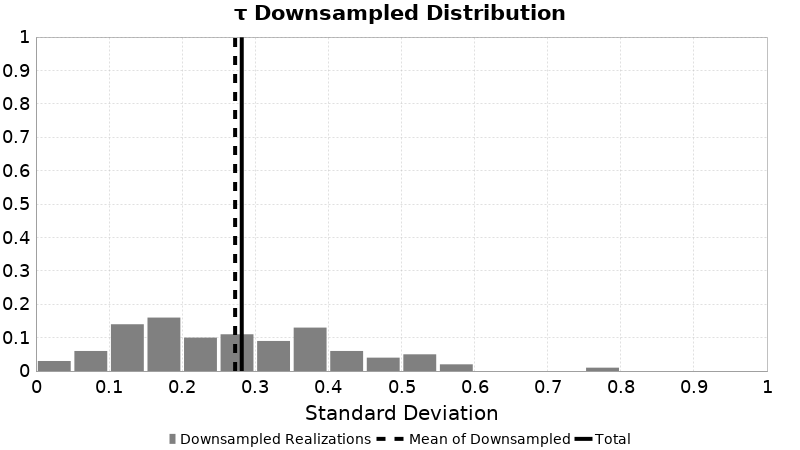 τ Downsampled Distribution
1
0.9
0.8
0.7
0.6
0.5
0.4
0.3
0.2
0.1
0
0 0.1 0.2 0.3 0.4 0.5 0.6 0.7 0.8 0.9 1
Standard Deviation
Downsampled Realizations Mean of Downsampled Total